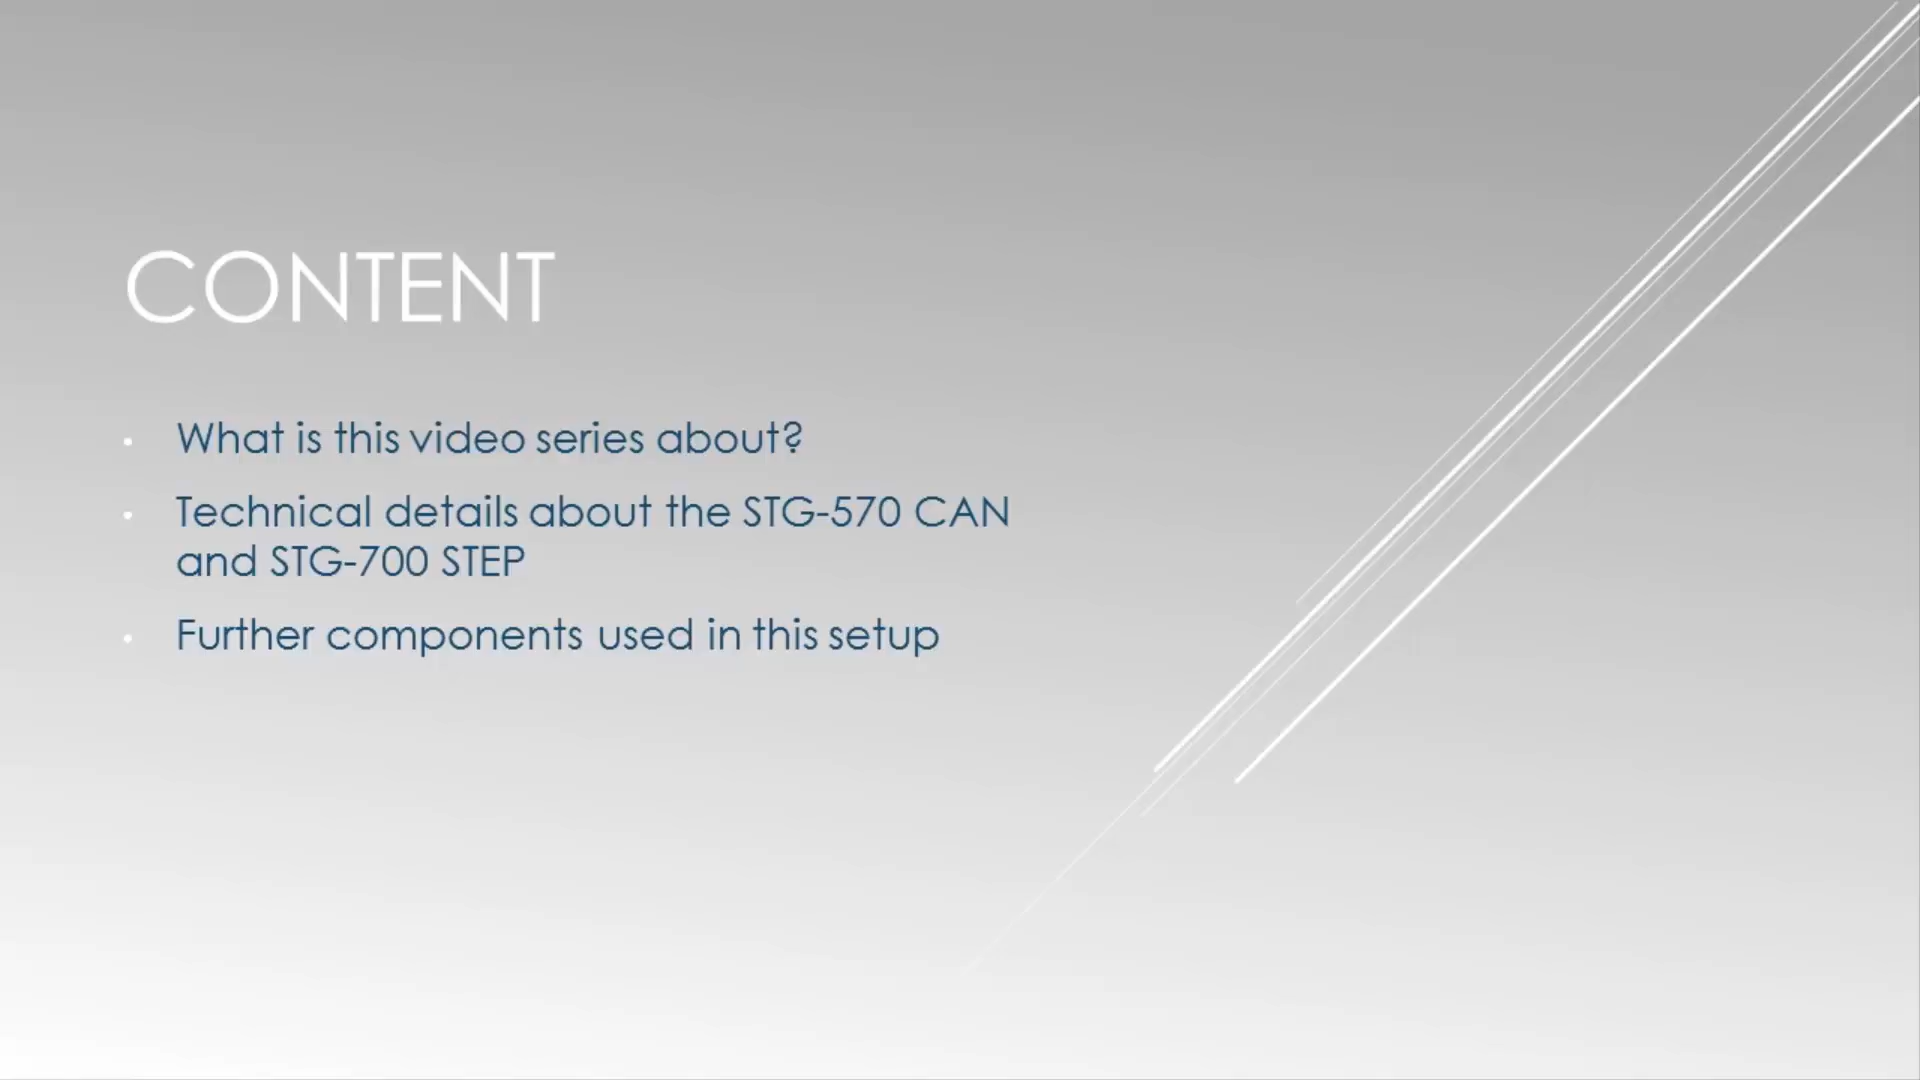 CONTENT
What is this video series about?
Technical details about the STG-570 CAN
and STG-700 STEP
Further components used in this setup